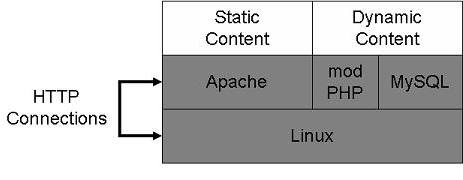 Static
Content
Dynamic
Content
Apache
mod
PHP
MySQL
HTTP
Connections
Linux